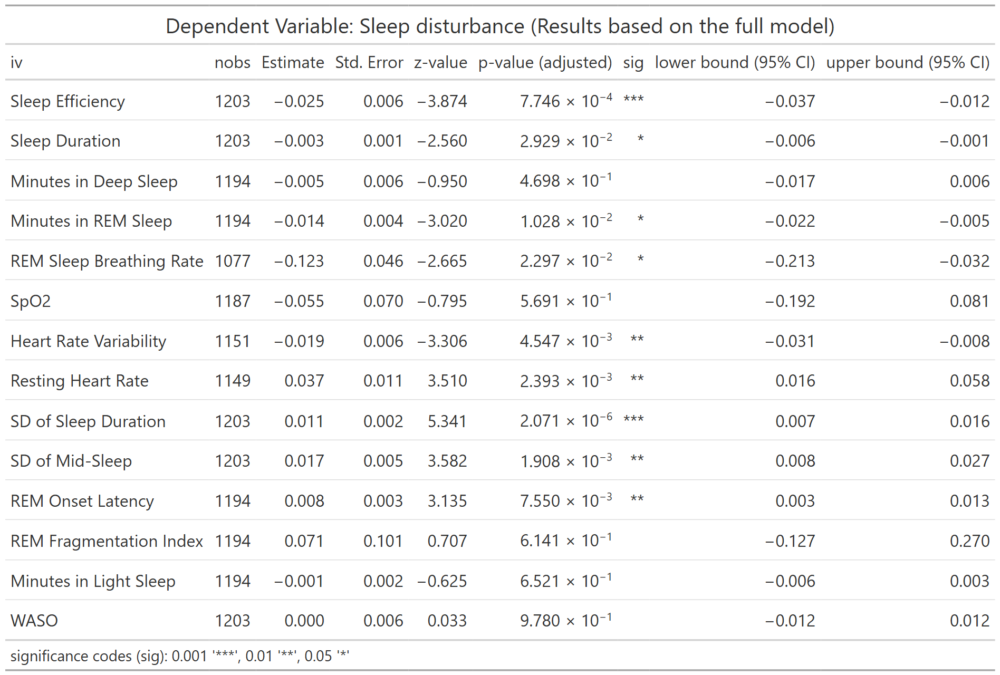 Dependent Variable: Sleep disturbance (Results based on the full model)
iv nobs Estimate Std. Error z-value p-value (adjusted) sig lower bound (95% CI) upper bound (95% CI)
Sleep Efficiency 1203 −0.025 0.006 −3.874 7.746 × 10⁻⁴ *** −0.037 −0.012
Sleep Duration 1203 −0.003 0.001 −2.560 2.929 × 10⁻² * −0.006 −0.001
Minutes in Deep Sleep 1194 −0.005 0.006 −0.950 4.698 × 10⁻¹ −0.017 0.006
Minutes in REM Sleep 1194 −0.014 0.004 −3.020 1.028 × 10⁻² * −0.022 −0.005
REM Sleep Breathing Rate 1077 −0.123 0.046 −2.665 2.297 × 10⁻² * −0.213 −0.032
SpO2 1187 −0.055 0.070 −0.795 5.691 × 10⁻¹ −0.192 0.081
Heart Rate Variability 1151 −0.019 0.006 −3.306 4.547 × 10⁻³ ** −0.031 −0.008
Resting Heart Rate 1149 0.037 0.011 3.510 2.393 × 10⁻³ ** 0.016 0.058
SD of Sleep Duration 1203 0.011 0.002 5.341 2.071 × 10⁻⁶ *** 0.007 0.016
SD of Mid-Sleep 1203 0.017 0.005 3.582 1.908 × 10⁻³ ** 0.008 0.027
REM Onset Latency 1194 0.008 0.003 3.135 7.550 × 10⁻³ ** 0.003 0.013
REM Fragmentation Index 1194 0.071 0.101 0.707 6.141 × 10⁻¹ −0.127 0.270
Minutes in Light Sleep 1194 −0.001 0.002 −0.625 6.521 × 10⁻¹ −0.006 0.003
WASO 1203 0.000 0.006 0.033 9.780 × 10⁻¹ −0.012 0.012
significance codes (sig): 0.001 '***', 0.01 '**', 0.05 '*'